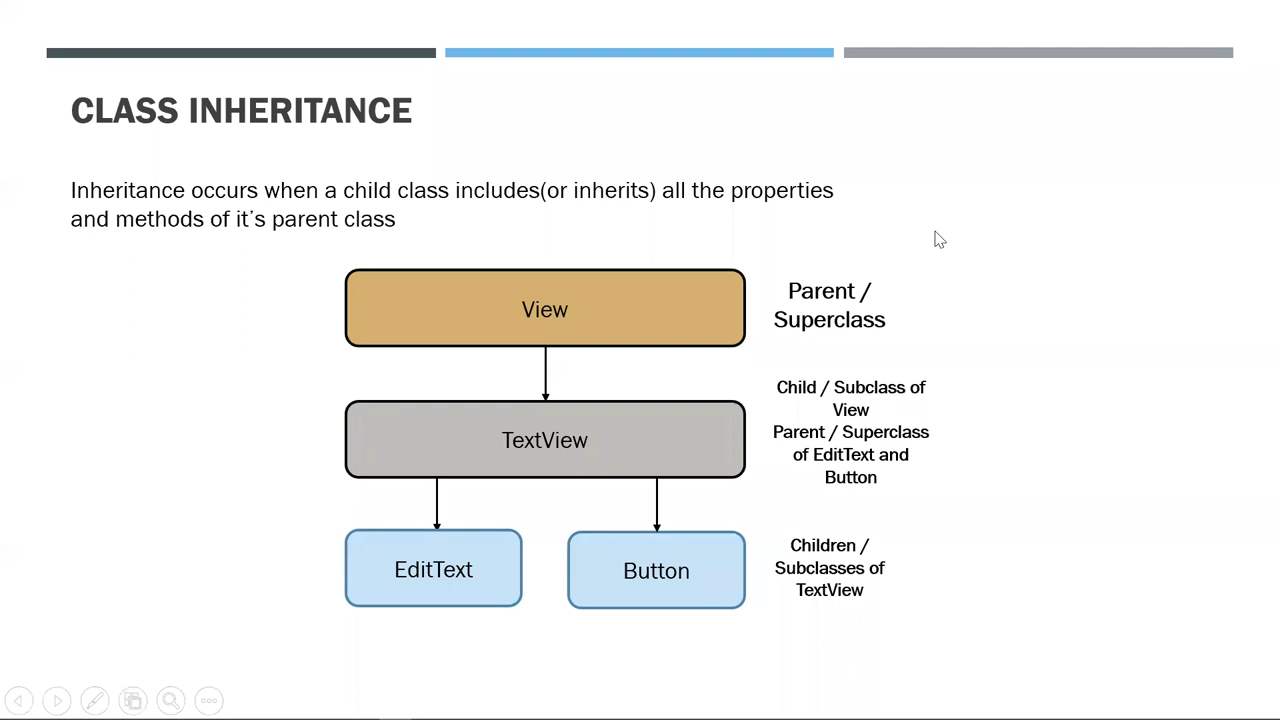 CLASS INHERITANCE
Inheritance occurs when a child class includes(or inherits) all the properties
and methods of it’s parent class
View
Parent /
Superclass
TextView
Child / Subclass of
View
Parent / Superclass
of EditText and
Button
EditText
Button
Children /
Subclasses of
TextView